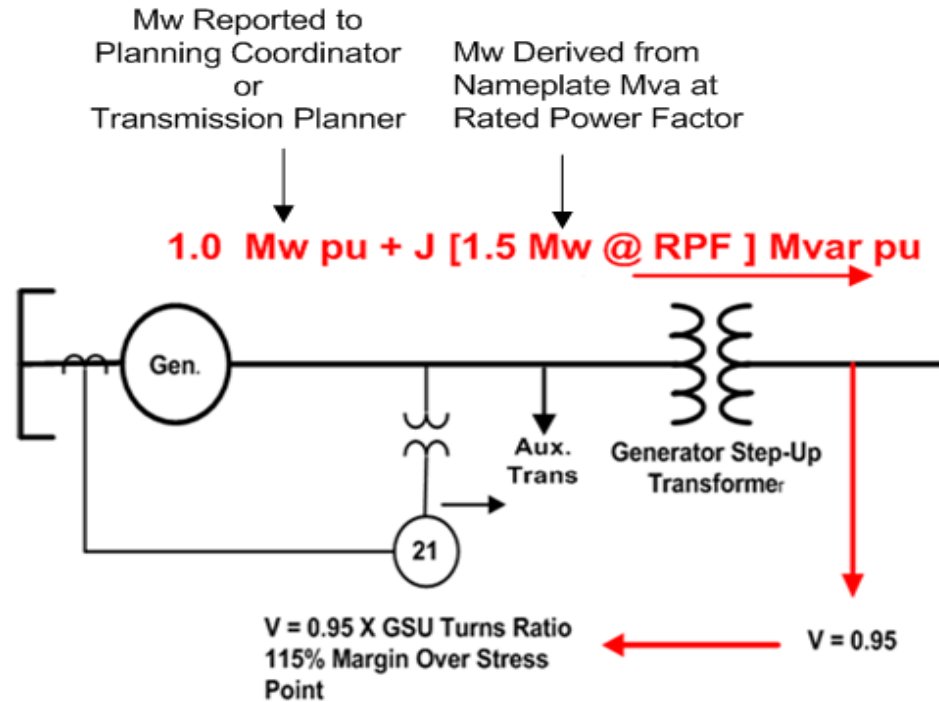 Mw Reported to
Planning Coordinator
or
Transmission Planner
Mw Derived from
Nameplate Mva at
Rated Power Factor
1.0 Mw pu + J [1.5 Mw @ RPF ] Mvar pu
Gen.
Aux.
Trans
Generator Step-Up
Transformer
21
V = 0.95 X GSU Turns Ratio
115% Margin Over Stress
Point
V = 0.95